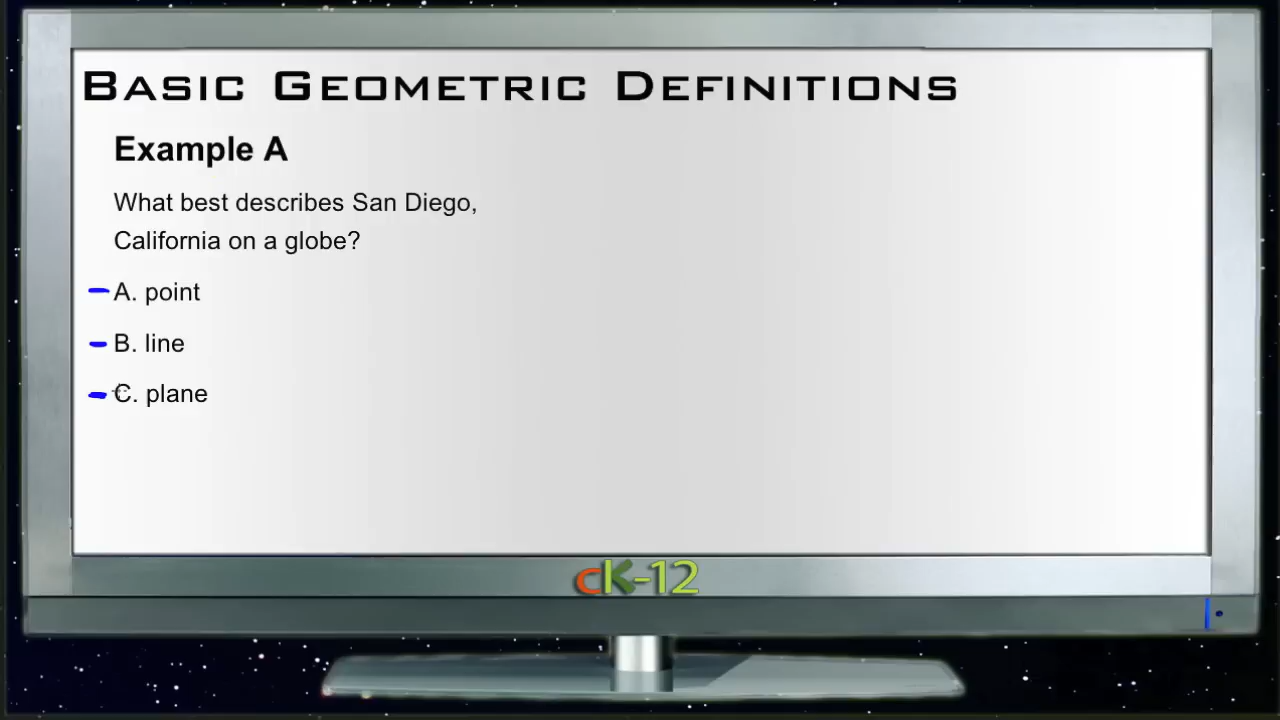 Basic Geometric Definitions
Example A
What best describes San Diego,
California on a globe?
A. point
B. line
C. plane
cK-12